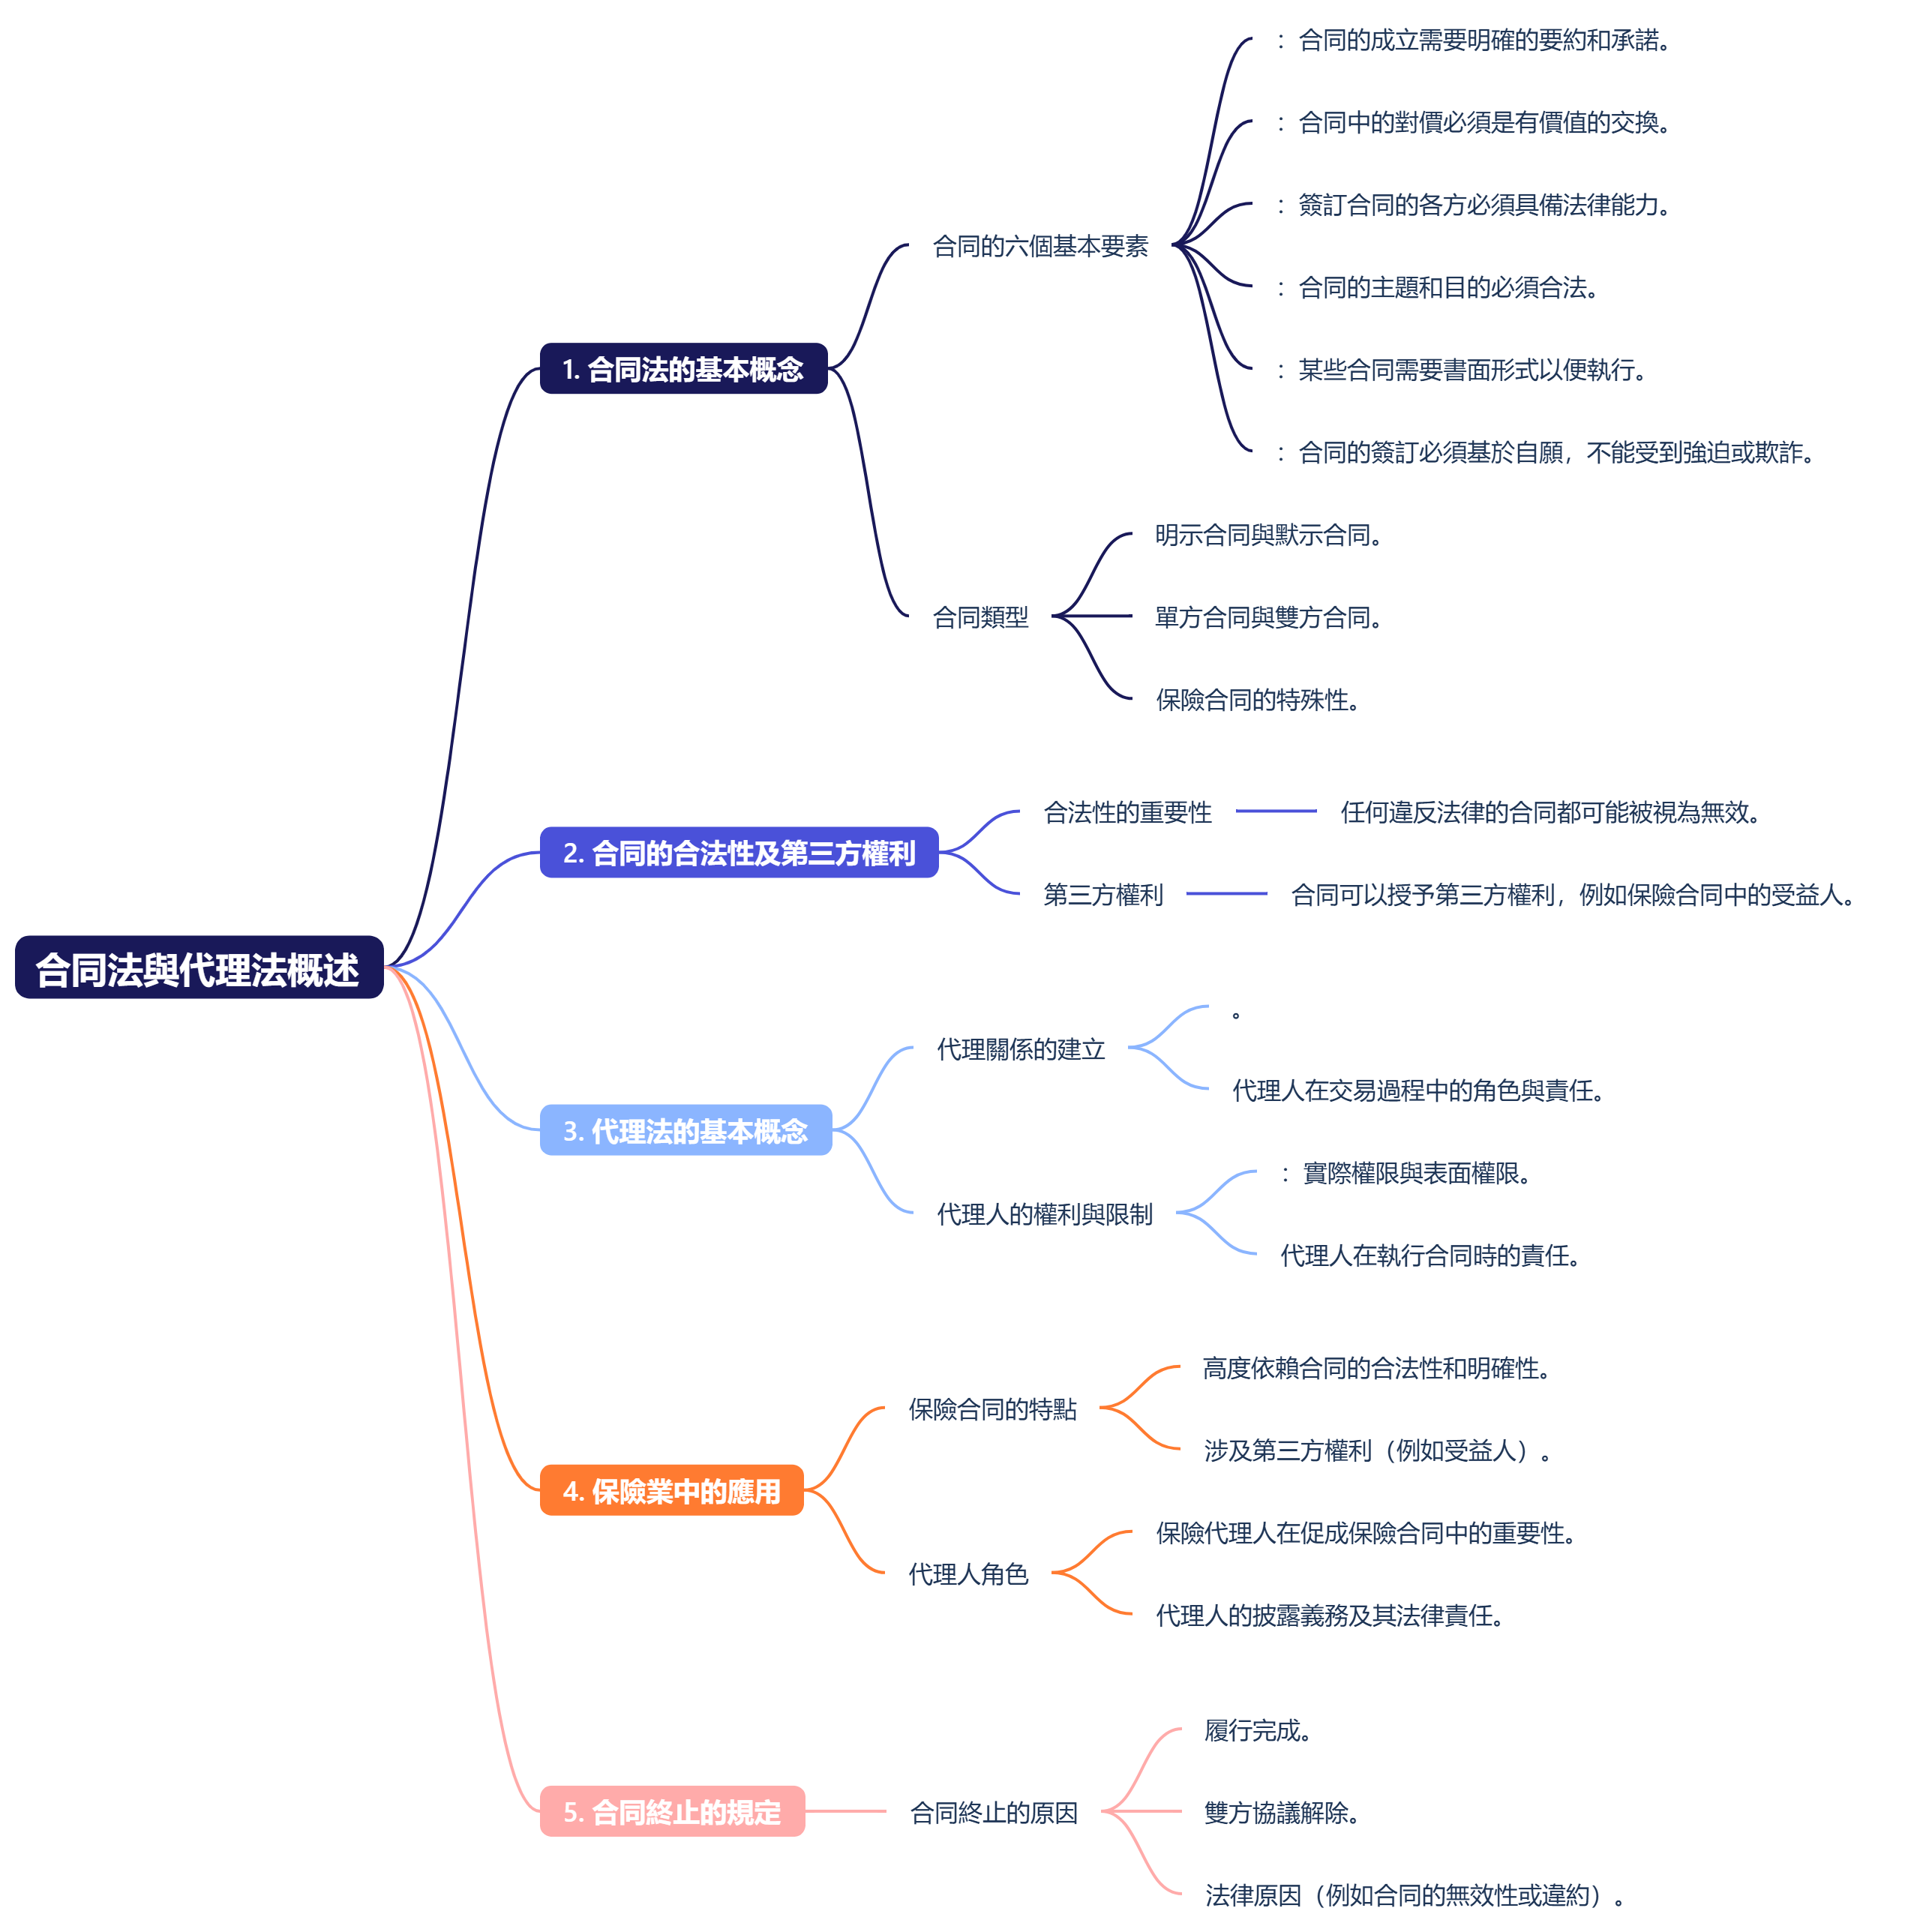 合同法與代理法概述
1. 合同法的基本概念
合同的六個基本要素
：合同的成立需要明確的要約和承諾。
：合同中的對價必須是有價值的交換。
：簽訂合同的各方必須具備法律能力。
：合同的主題和目的必須合法。
：某些合同需要書面形式以便執行。
：合同的簽訂必須基於自願，不能受到強迫或欺詐。
合同類型
明示合同與默示合同。
單方合同與雙方合同。
保險合同的特殊性。
2. 合同的合法性及第三方權利
合法性的重要性
任何違反法律的合同都可能被視為無效。
第三方權利
合同可以授予第三方權利，例如保險合同中的受益人。
3. 代理法的基本概念
代理關係的建立
。
代理人在交易過程中的角色與責任。
代理人的權利與限制
：實際權限與表面權限。
代理人在執行合同時的責任。
4. 保險業中的應用
保險合同的特點
高度依賴合同的合法性和明確性。
涉及第三方權利（例如受益人）。
代理人角色
保險代理人在促成保險合同中的重要性。
代理人的披露義務及其法律責任。
5. 合同終止的規定
合同終止的原因
履行完成。
雙方協議解除。
法律原因（例如合同的無效性或違約）。